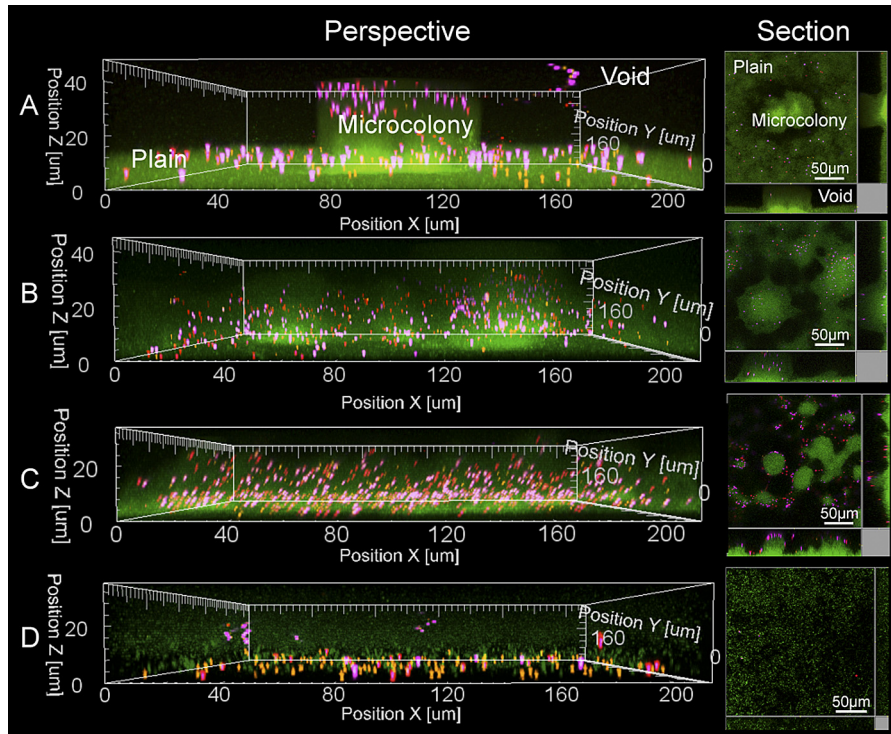 Perspective Section
A
Position Z [um]
40
20
0
Plain
Microcolony
Void
Position Y [um]
160
0
0 40 80 120 160 200
Position X [um]
Plain
Microcolony
50μm
Void
B
Position Z [um]
40
20
0
Position Y [um]
160
0
0 40 80 120 160 200
Position X [um]
50μm
C
Position Z [um]
20
0
Position Y [um]
160
0
0 40 80 120 160 200
Position X [um]
50μm
D
Position Z [um]
20
0
Position Y [um]
160
0
0 40 80 120 160 200
Position X [um]
50μm